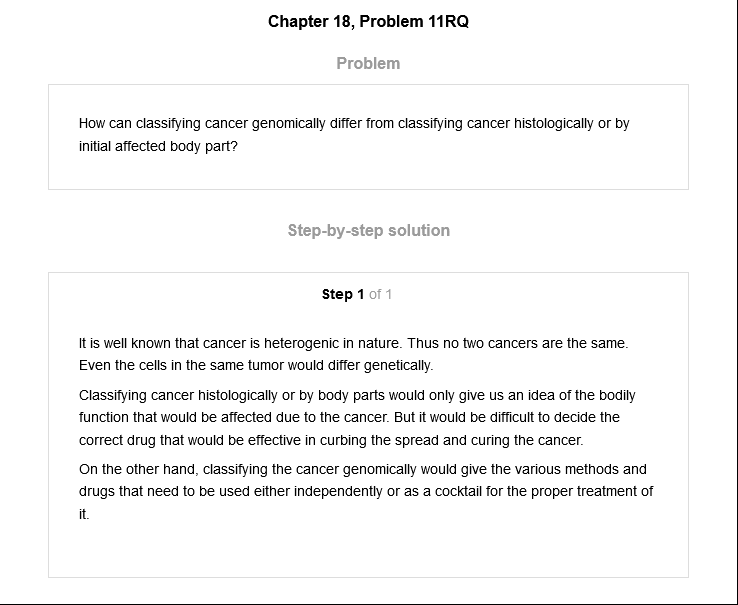 Chapter 18, Problem 11RQ
Problem
How can classifying cancer genomically differ from classifying cancer histologically or by
initial affected body part?
Step-by-step solution
Step 1 of 1
It is well known that cancer is heterogenic in nature. Thus no two cancers are the same.
Even the cells in the same tumor would differ genetically.
Classifying cancer histologically or by body parts would only give us an idea of the bodily
function that would be affected due to the cancer. But it would be difficult to decide the
correct drug that would be effective in curbing the spread and curing the cancer.
On the other hand, classifying the cancer genomically would give the various methods and
drugs that need to be used either independently or as a cocktail for the proper treatment of
it.